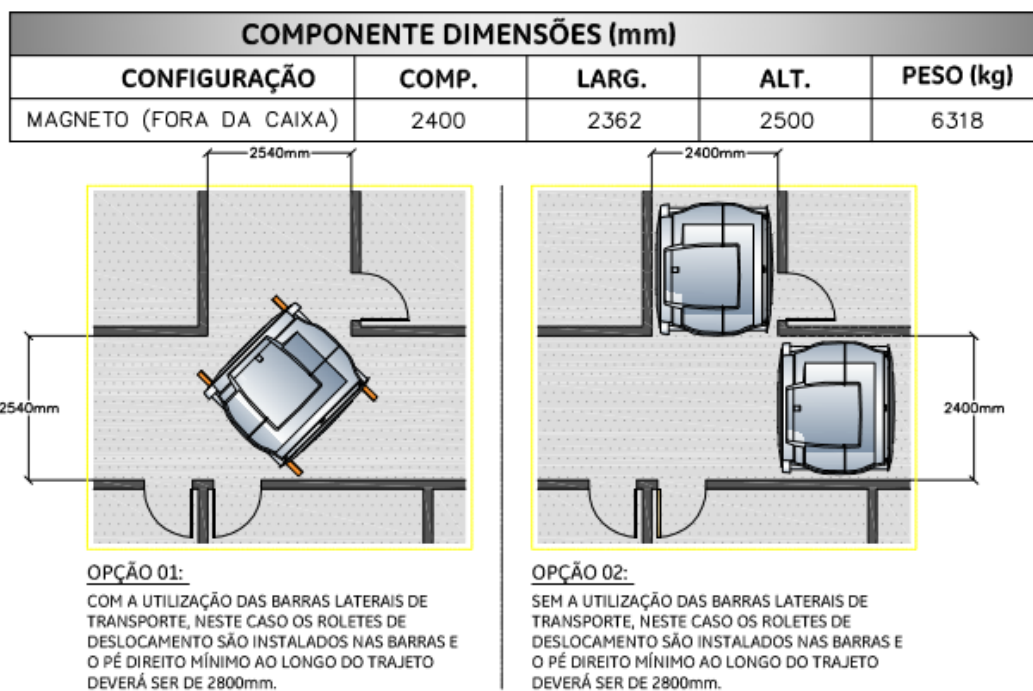 COMPONENTE DIMENSÕES (mm)
CONFIGURAÇÃO COMP. LARG. ALT. PESO (kg)
MAGNETO (FORA DA CAIXA) 2400 2362 2500 6318
2540mm
2540mm
OPÇÃO 01:
COM A UTILIZAÇÃO DAS BARRAS LATERAIS DE
TRANSPORTE, NESTE CASO OS ROLETES DE
DESLOCAMENTO SÃO INSTALADOS NAS BARRAS E
O PÉ DIREITO MÍNIMO AO LONGO DO TRAJETO
DEVERÁ SER DE 2800mm.
2400mm
2400mm
OPÇÃO 02:
SEM A UTILIZAÇÃO DAS BARRAS LATERAIS DE
TRANSPORTE, NESTE CASO OS ROLETES DE
DESLOCAMENTO SÃO INSTALADOS NAS BARRAS E
O PÉ DIREITO MÍNIMO AO LONGO DO TRAJETO
DEVERÁ SER DE 2800mm.